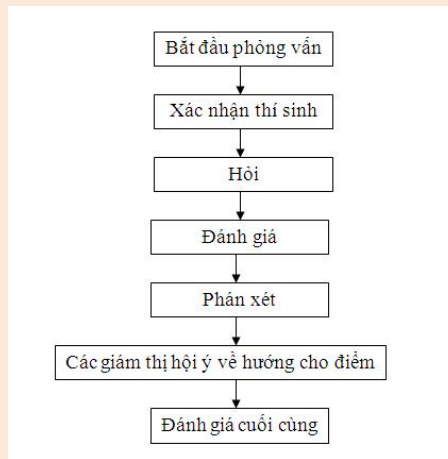 Bắt đầu phỏng vấn
Xác nhận thí sinh
Hỏi
Đánh giá
Phán xét
Các giám thị hội ý về hướng cho điểm
Đánh giá cuối cùng